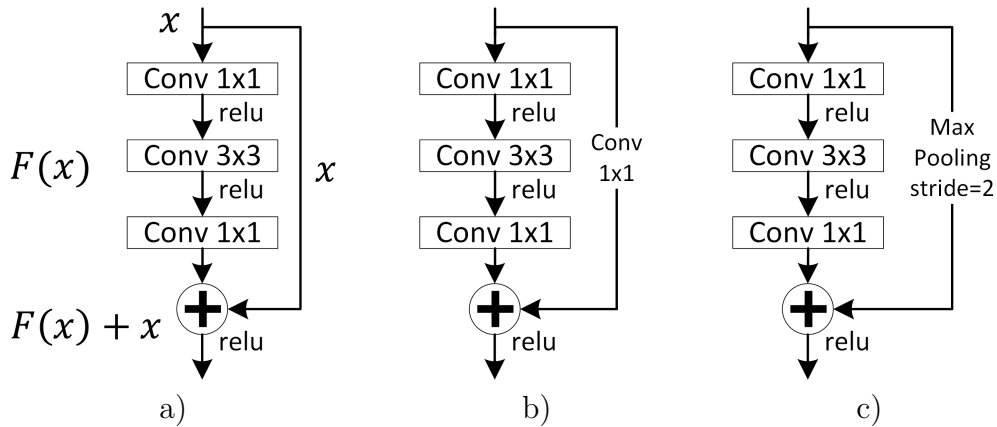 x
Conv 1x1
relu
F(x)
Conv 3x3
x
relu
Conv 1x1
F(x) + x
relu
a)
Conv 1x1
relu
Conv 3x3
Conv
1x1
relu
Conv 1x1
relu
b)
Conv 1x1
relu
Conv 3x3
Max
Pooling
stride=2
relu
Conv 1x1
relu
c)